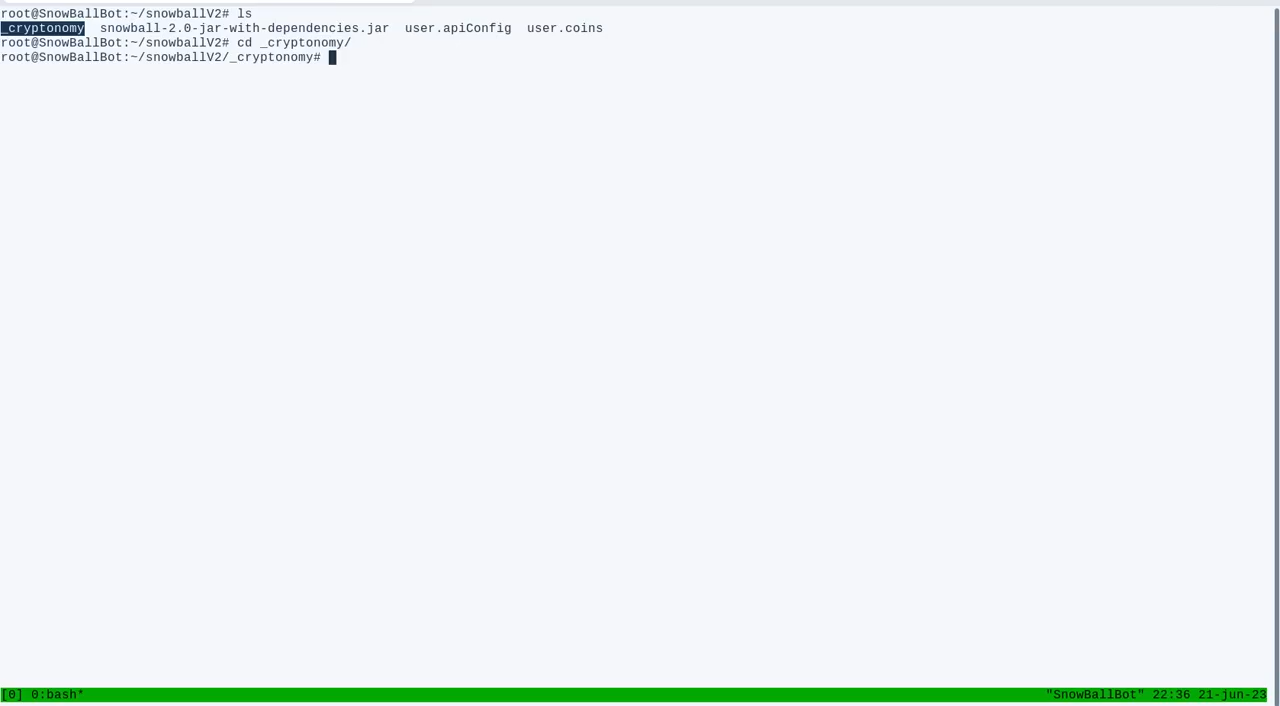 root@SnowBallBot:~/snowballV2# ls
_cryptonomy  snowball-2.0-jar-with-dependencies.jar  user.apiConfig  user.coins
root@SnowBallBot:~/snowballV2# cd _cryptonomy/
root@SnowBallBot:~/snowballV2/_cryptonomy#
[0] 0:bash*
"SnowBallBot" 22:36 21-jun-23